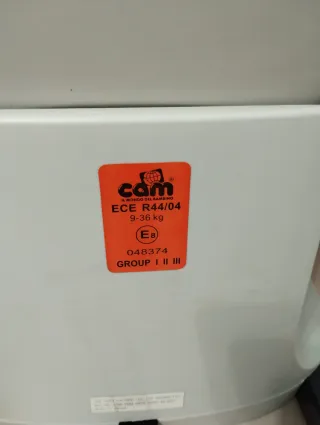 cam
IL MONDO DEL BAMBINO
ECE R44/04
9-36 kg
E8
048374
GROUP I II III